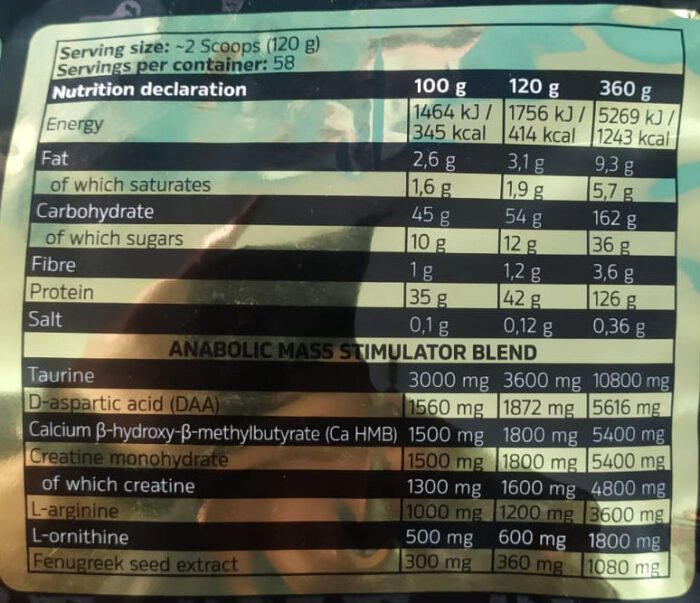 Serving size: ~2 Scoops (120 g)
Servings per container: 58
Nutrition declaration 100 g 120 g 360 g
Energy 1464 kJ / 345 kcal 1756 kJ / 414 kcal 5269 kJ / 1243 kcal
Fat 2,6 g 3,1 g 9,3 g
of which saturates 1,6 g 1,9 g 5,7 g
Carbohydrate 45 g 54 g 162 g
of which sugars 10 g 12 g 36 g
Fibre 1 g 1,2 g 3,6 g
Protein 35 g 42 g 126 g
Salt 0,1 g 0,12 g 0,36 g
ANABOLIC MASS STIMULATOR BLEND
Taurine 3000 mg 3600 mg 10800 mg
D-aspartic acid (DAA) 1560 mg 1872 mg 5616 mg
Calcium β-hydroxy-β-methylbutyrate (Ca HMB) 1500 mg 1800 mg 5400 mg
Creatine monohydrate 1500 mg 1800 mg 5400 mg
of which creatine 1300 mg 1600 mg 4800 mg
L-arginine 1000 mg 1200 mg 3600 mg
L-ornithine 500 mg 600 mg 1800 mg
Fenugreek seed extract 300 mg 360 mg 1080 mg